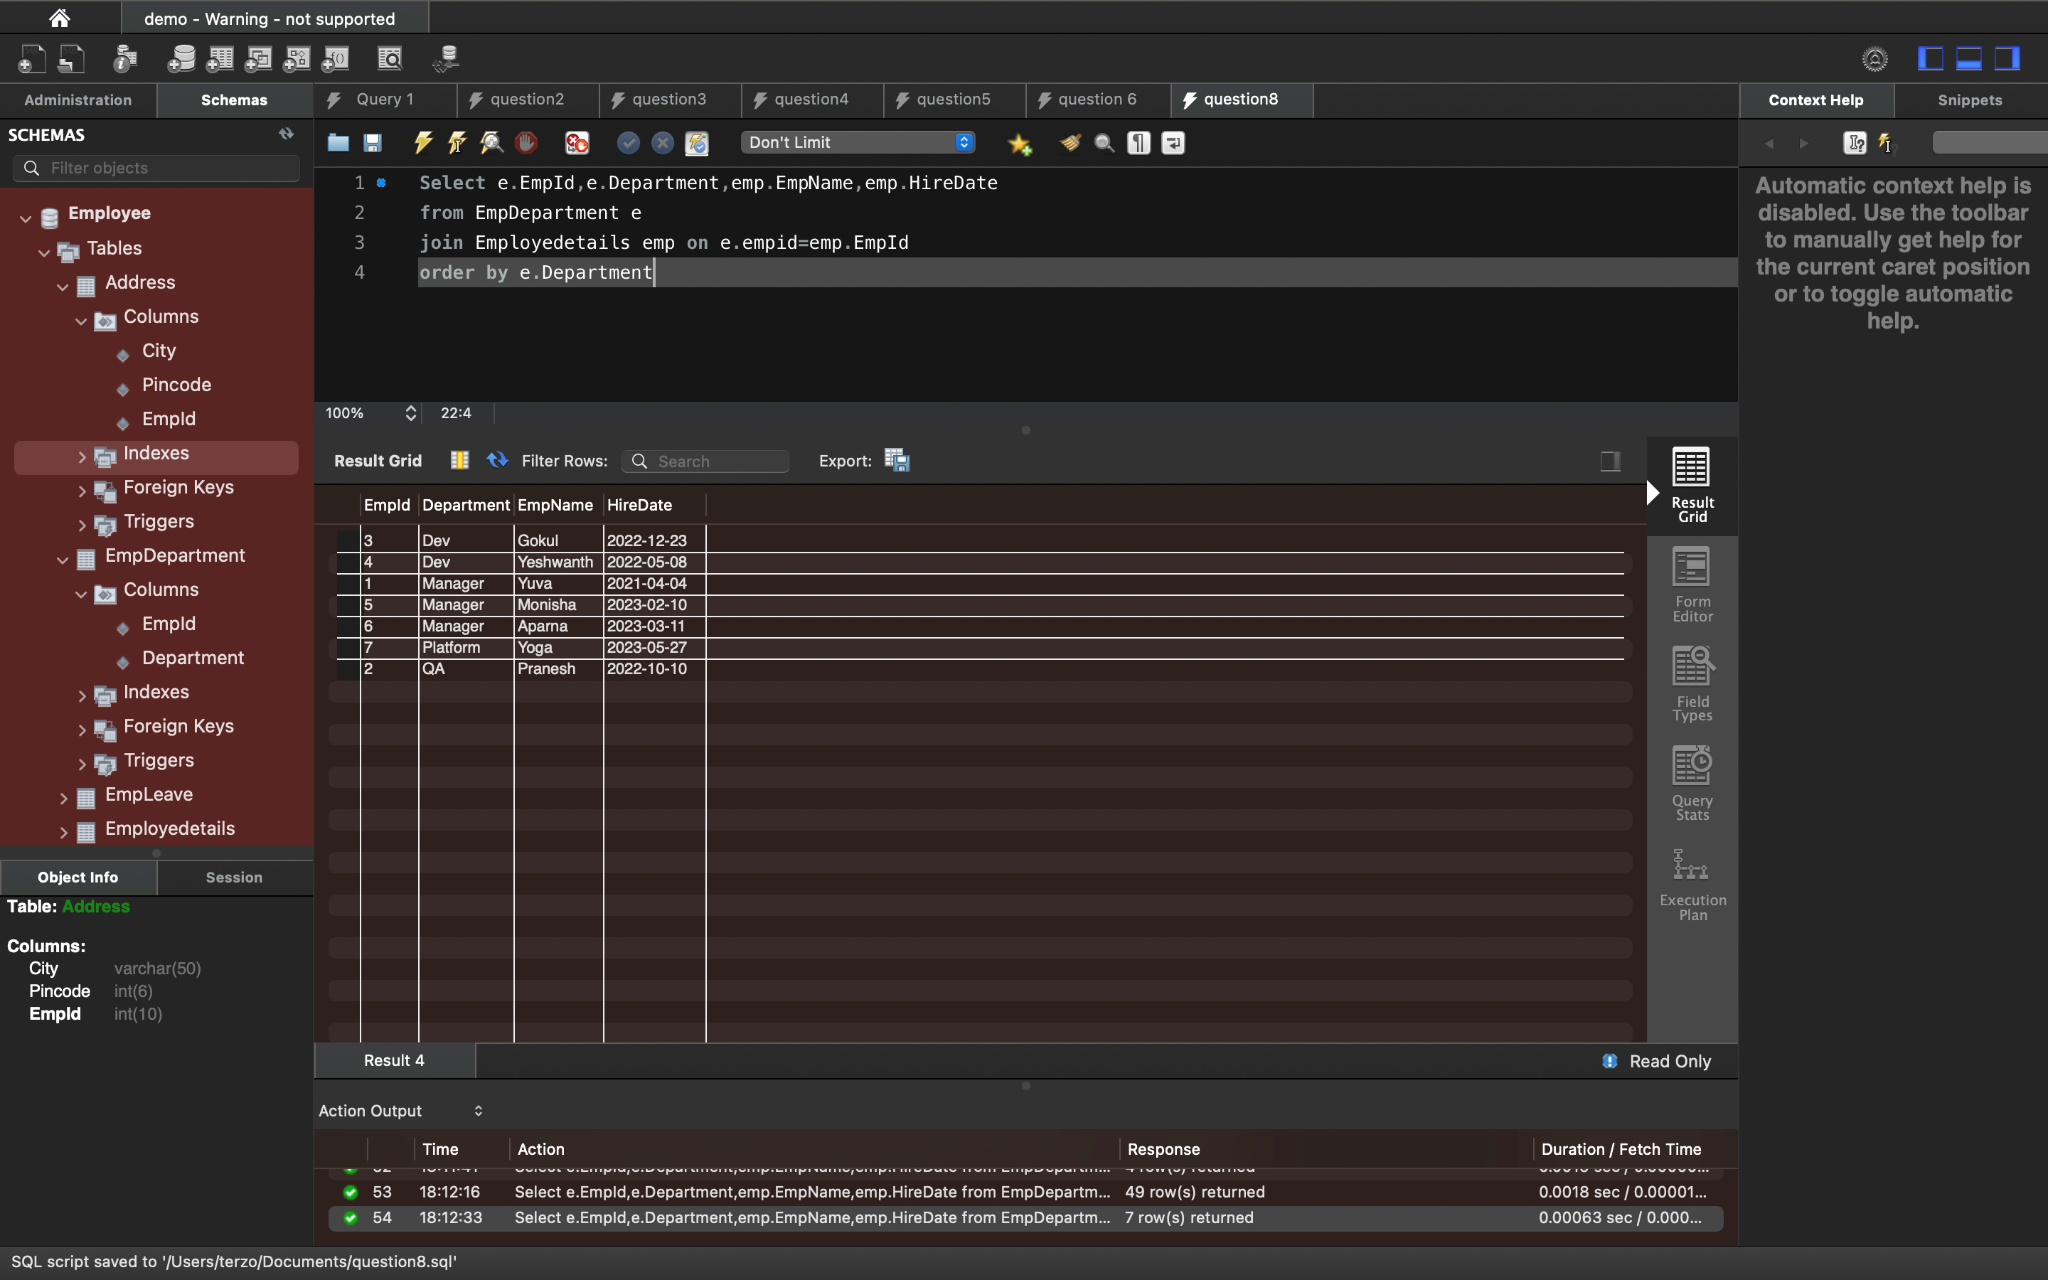 demo - Warning - not supported
Administration
Schemas
Query 1
question2
question3
question4
question5
question 6
question8
Context Help
Snippets
SCHEMAS
Filter objects
Don't Limit
Employee
Tables
Address
Columns
City
Pincode
EmpId
Indexes
Foreign Keys
Triggers
EmpDepartment
Columns
EmpId
Department
Indexes
Foreign Keys
Triggers
EmpLeave
Employedetails
1 Select e.EmpId,e.Department,emp.EmpName,emp.HireDate
2 from EmpDepartment e
3 join Employedetails emp on e.empid=emp.EmpId
4 order by e.Department
Automatic context help is
disabled. Use the toolbar
to manually get help for
the current caret position
or to toggle automatic
help.
100% 22:4
Result Grid Filter Rows: Search Export:
EmpId Department EmpName HireDate
3 Dev Gokul 2022-12-23
4 Dev Yeshwanth 2022-05-08
1 Manager Yuva 2021-04-04
5 Manager Monisha 2023-02-10
6 Manager Aparna 2023-03-11
7 Platform Yoga 2023-05-27
2 QA Pranesh 2022-10-10
Result
Grid
Form
Editor
Field
Types
Query
Stats
Execution
Plan
Object Info
Session
Table: Address
Columns:
City varchar(50)
Pincode int(6)
EmpId int(10)
Result 4
Read Only
Action Output
Time Action Response Duration / Fetch Time
53 18:12:16 Select e.EmpId,e.Department,emp.EmpName,emp.HireDate from EmpDepartm... 49 row(s) returned 0.0018 sec / 0.00001...
54 18:12:33 Select e.EmpId,e.Department,emp.EmpName,emp.HireDate from EmpDepartm... 7 row(s) returned 0.00063 sec / 0.000...
SQL script saved to '/Users/terzo/Documents/question8.sql'